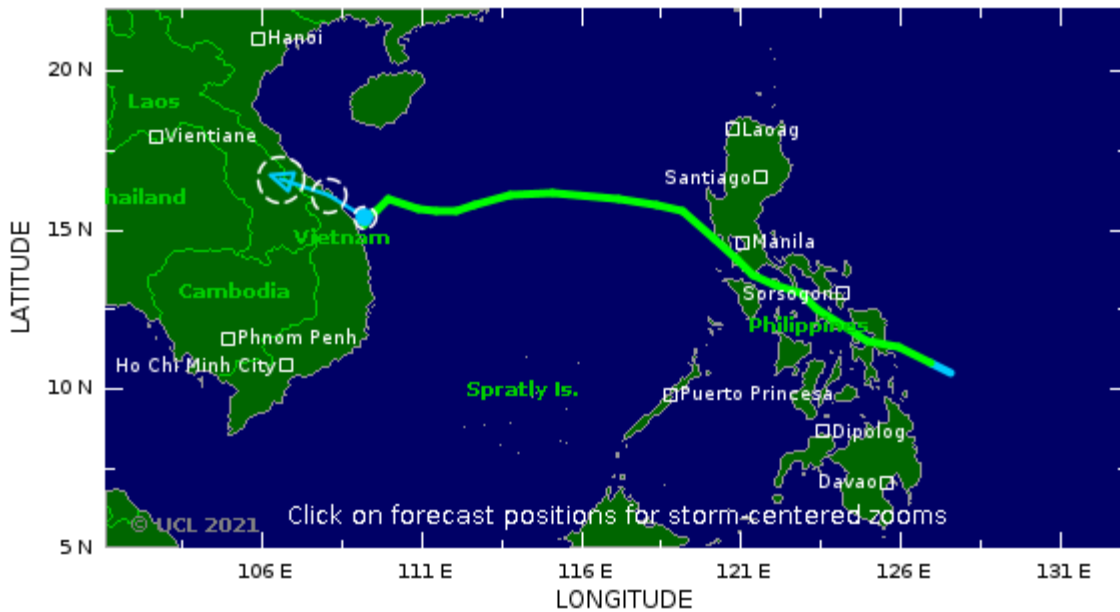 Hanoi
20 N
Laos
Laoag
Vientiane
Santiago
hailand
15 N
Vietnam
Manila
LATITUDE
Cambodia
Sorsogon
Philippines
Phnom Penh
Ho Chi Minh City
10 N
Spratly Is.
Puerto Princesa
Dipolog
Davao
© UCL 2021
Click on forecast positions for storm-centered zooms
5 N
106 E
111 E
116 E
121 E
126 E
131 E
LONGITUDE